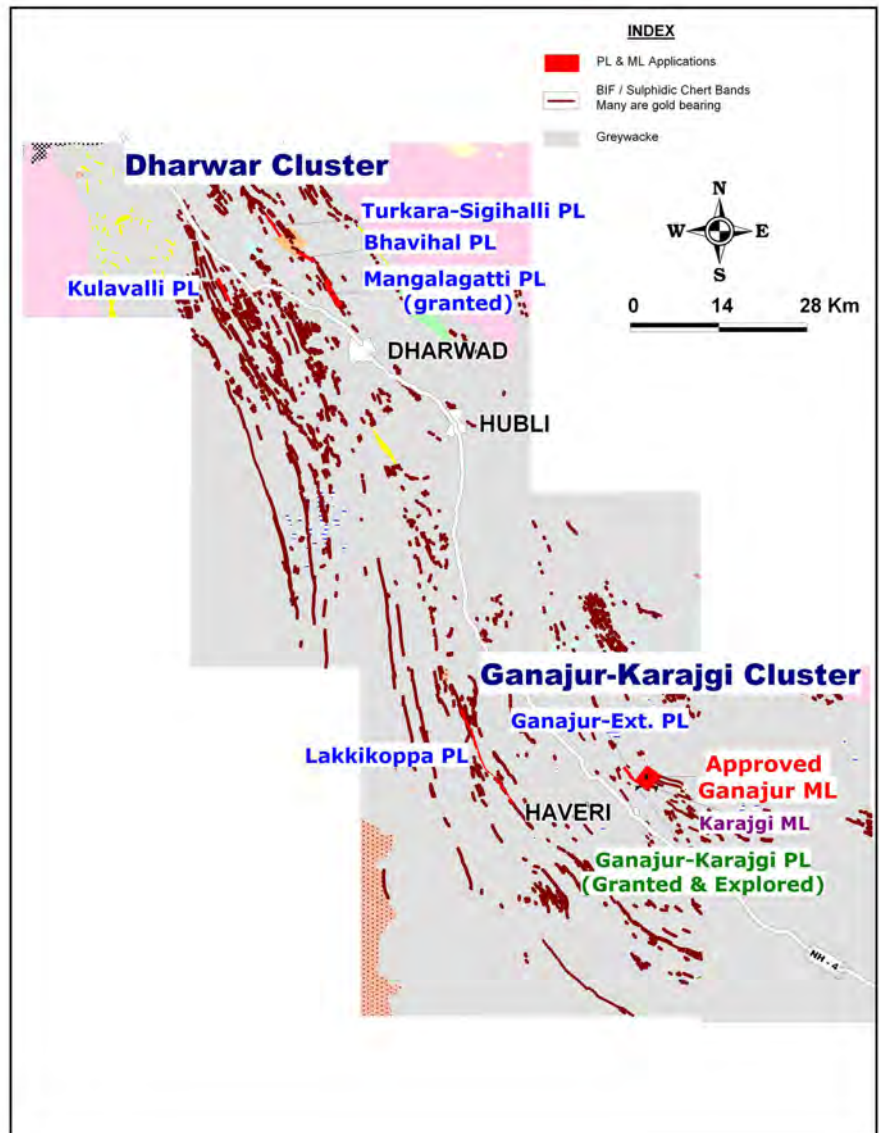 INDEX
PL & ML Applications
BIF / Sulphidic Chert Bands
Many are gold bearing
Greywacke
N
W
E
S
0 14 28 Km
Dharwar Cluster
Turkara-Sigihalli PL
Bhavihal PL
Kulavalli PL
Mangalagatti PL
(granted)
DHARWAD
HUBLI
Ganajur-Karajgi Cluster
Ganajur-Ext. PL
Lakkikoppa PL
Approved
Ganajur ML
HAVERI
Karajgi ML
Ganajur-Karajgi PL
(Granted & Explored)
NH - 4